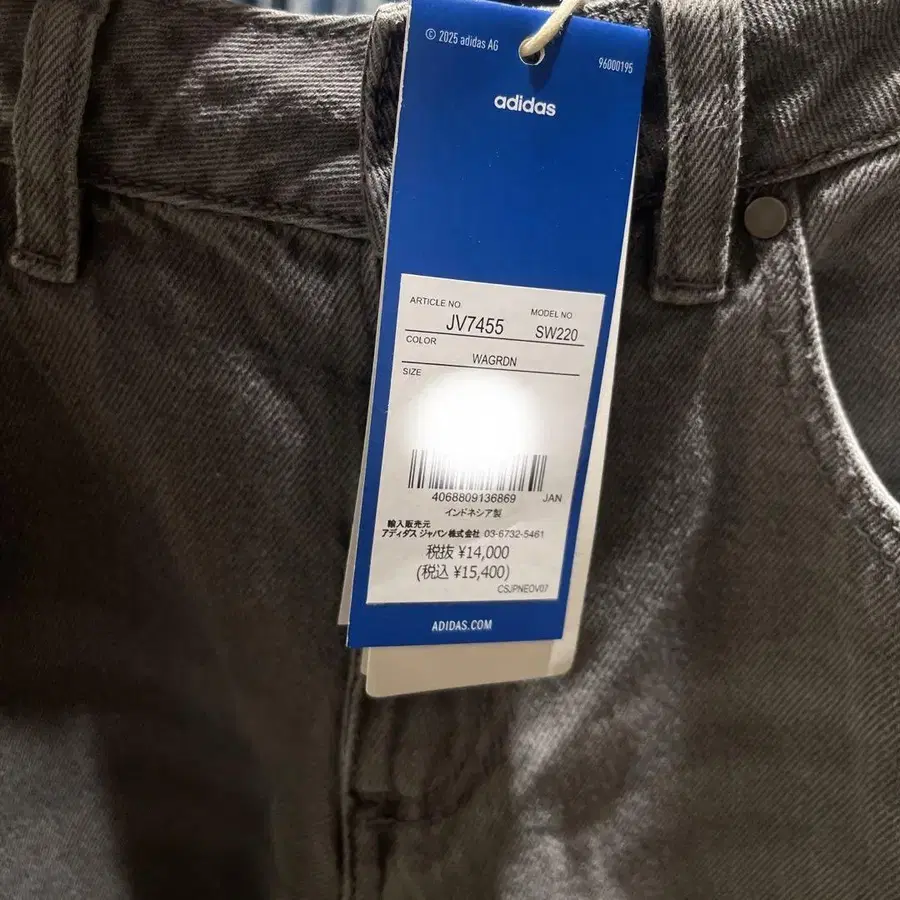 © 2025 adidas AG
96000195
adidas
ARTICLE NO.
MODEL NO
JV7455
SW220
COLOR
WAGRDN
SIZE
4068809136869 JAN
インドネシア製
輸入販売元
アディダス ジャパン株式会社 03-6732-5461
税抜 ¥14,000
(税込 ¥15,400)
CSJPNEOV07
ADIDAS.COM